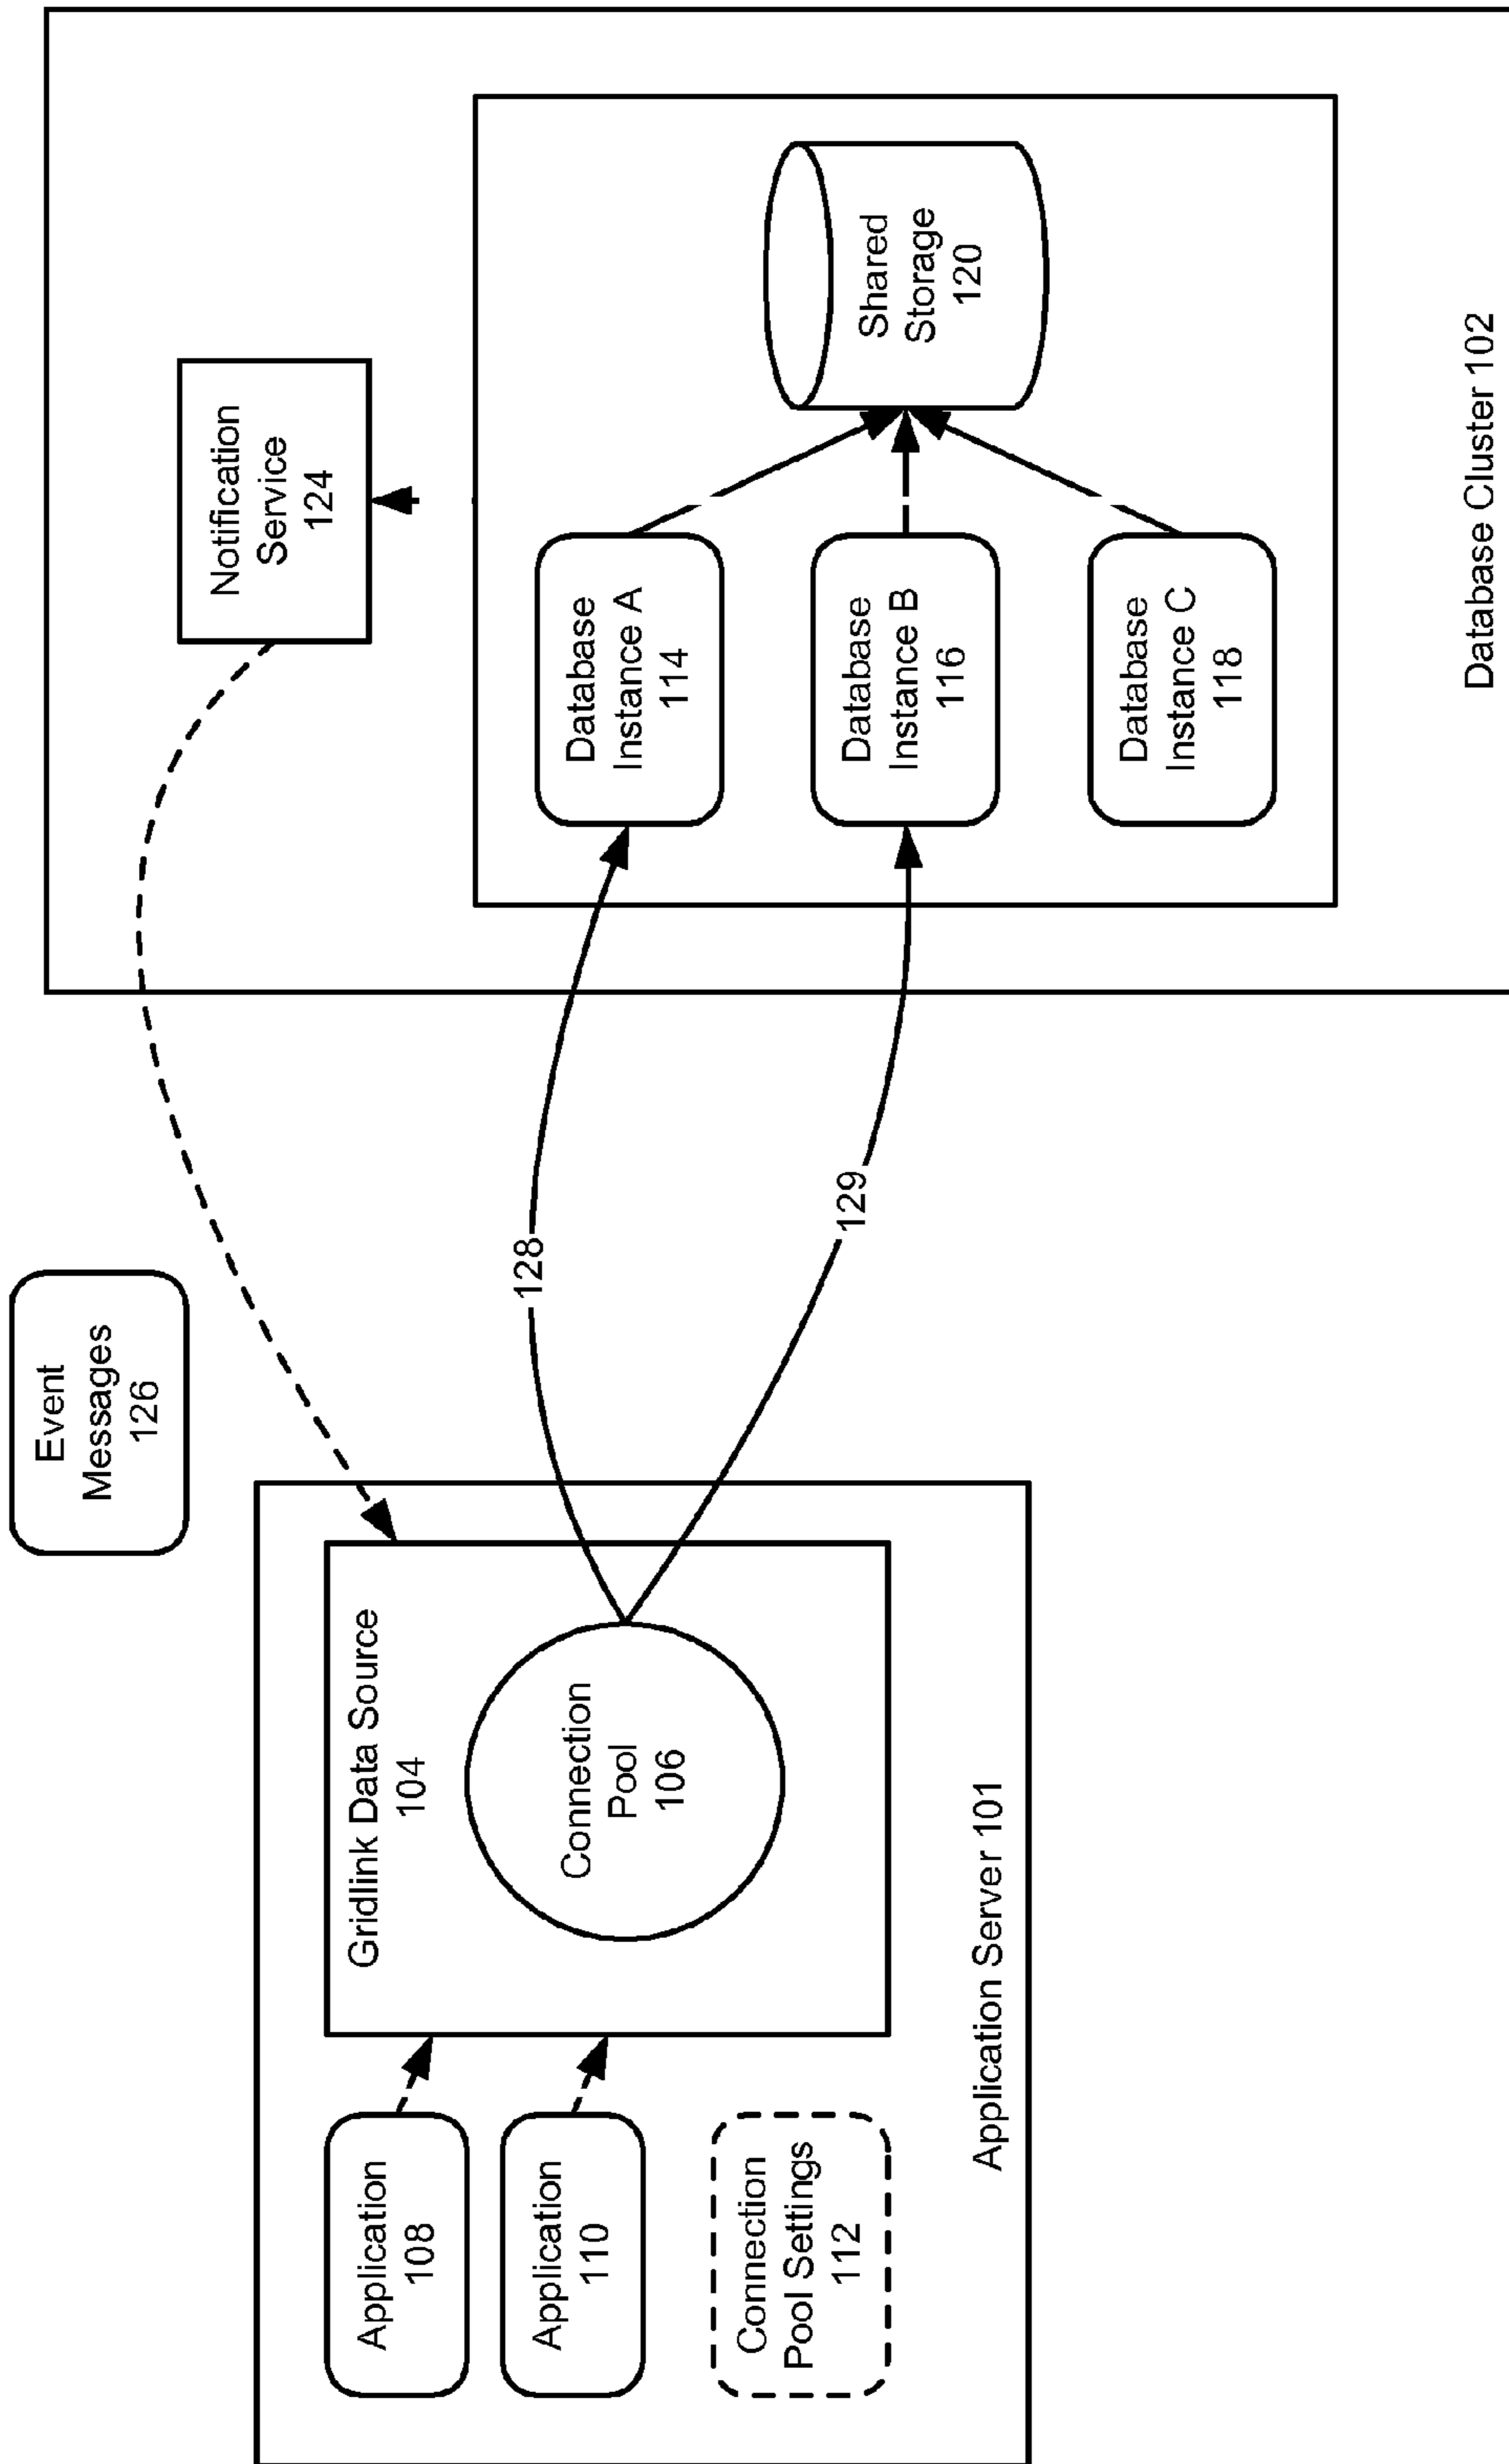 Event
Messages
126
Application
108
Application
110
Connection
Pool Settings
112
Gridlink Data Source
104
Connection
Pool
106
Application Server 101
128
129
Notification
Service
124
Database
Instance A
114
Database
Instance B
116
Database
Instance C
118
Shared
Storage
120
Database Cluster 102